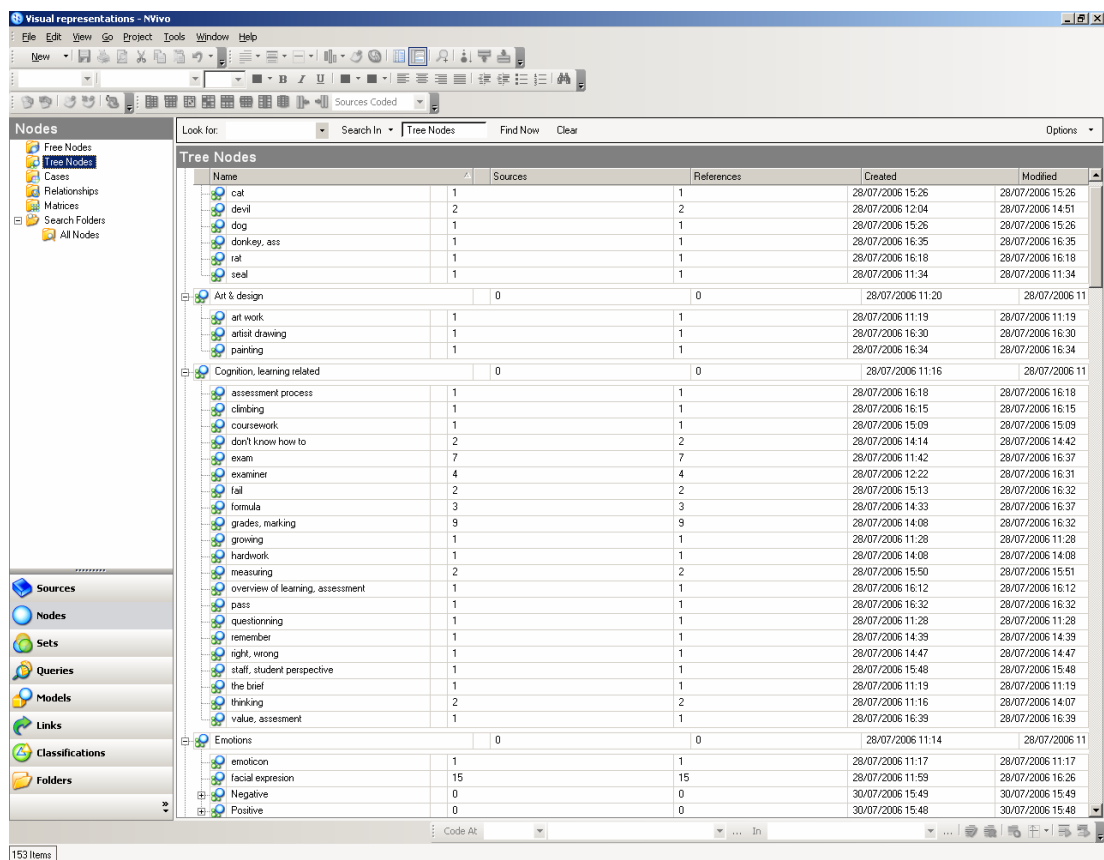 Visual representations - NVivo
File Edit View Go Project Tools Window Help
New
B I U
Sources Coded
Nodes
Look for: Search In Tree Nodes Find Now Clear Options
Free Nodes
Tree Nodes
Cases
Relationships
Matrices
Search Folders
All Nodes
Tree Nodes
Name Sources References Created Modified
cat 1 1 28/07/2006 15:26 28/07/2006 15:26
devil 2 2 28/07/2006 12:04 28/07/2006 14:51
dog 1 1 28/07/2006 15:26 28/07/2006 15:26
donkey, ass 1 1 28/07/2006 16:35 28/07/2006 16:35
rat 1 1 28/07/2006 16:18 28/07/2006 16:18
seal 1 1 28/07/2006 11:34 28/07/2006 11:34
Art & design 0 0 28/07/2006 11:20 28/07/2006 11
art work 1 1 28/07/2006 11:19 28/07/2006 11:19
artisit drawing 1 1 28/07/2006 16:30 28/07/2006 16:30
painting 1 1 28/07/2006 16:34 28/07/2006 16:34
Cognition, learning related 0 0 28/07/2006 11:16 28/07/2006 11
assessment process 1 1 28/07/2006 16:18 28/07/2006 16:18
climbing 1 1 28/07/2006 16:15 28/07/2006 16:15
coursework 1 1 28/07/2006 15:09 28/07/2006 15:09
don't know how to 2 2 28/07/2006 14:14 28/07/2006 14:42
exam 7 7 28/07/2006 11:42 28/07/2006 16:37
examiner 4 4 28/07/2006 12:22 28/07/2006 16:31
fail 2 2 28/07/2006 15:13 28/07/2006 16:32
formula 3 3 28/07/2006 14:33 28/07/2006 16:37
grades, marking 9 9 28/07/2006 14:08 28/07/2006 16:32
growing 1 1 28/07/2006 11:28 28/07/2006 11:28
hardwork 1 1 28/07/2006 14:08 28/07/2006 14:08
measuring 2 2 28/07/2006 15:50 28/07/2006 15:51
overview of learning, assessment 1 1 28/07/2006 16:12 28/07/2006 16:12
pass 1 1 28/07/2006 16:32 28/07/2006 16:32
questionning 1 1 28/07/2006 11:28 28/07/2006 11:28
remember 1 1 28/07/2006 14:39 28/07/2006 14:39
right, wrong 1 1 28/07/2006 14:47 28/07/2006 14:47
staff, student perspective 1 1 28/07/2006 15:48 28/07/2006 15:48
the brief 1 1 28/07/2006 11:19 28/07/2006 11:19
thinking 2 2 28/07/2006 11:16 28/07/2006 14:07
value, assesment 1 1 28/07/2006 16:39 28/07/2006 16:39
Emotions 0 0 28/07/2006 11:14 28/07/2006 11
emoticon 1 1 28/07/2006 11:17 28/07/2006 11:17
facial expresion 15 15 28/07/2006 11:59 28/07/2006 16:26
Negative 0 0 30/07/2006 15:49 30/07/2006 15:49
Positive 0 0 30/07/2006 15:48 30/07/2006 15:48
Sources
Nodes
Sets
Queries
Models
Links
Classifications
Folders
Code At ... In ...
153 Items